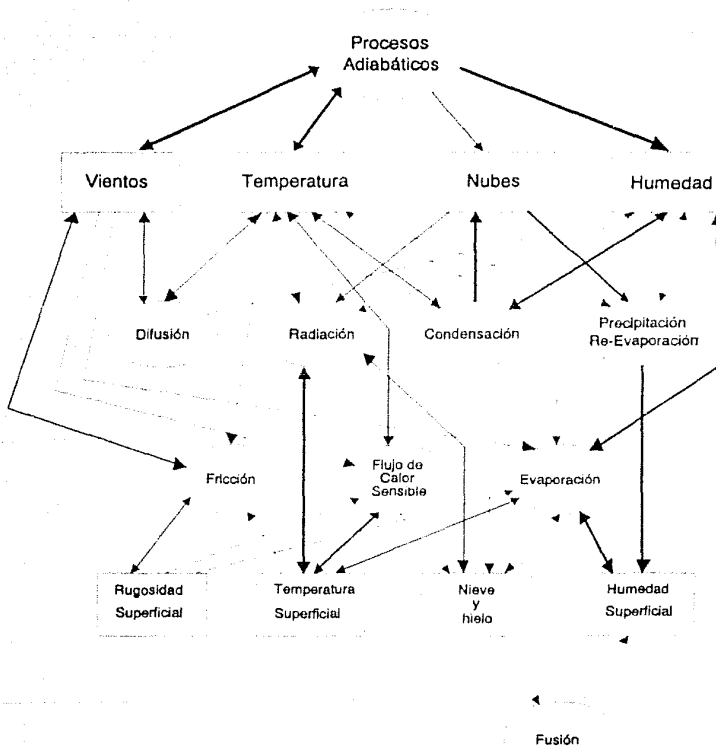 Procesos
Adiabáticos
Vientos
Temperatura
Nubes
Humedad
Difusión
Radiación
Condensación
Precipitación
Re-Evaporación
Fricción
Flujo de
Calor
Sensible
Evaporación
Rugosidad
Superficial
Temperatura
Superficial
Nieve
y
hielo
Humedad
Superficial
Fusión